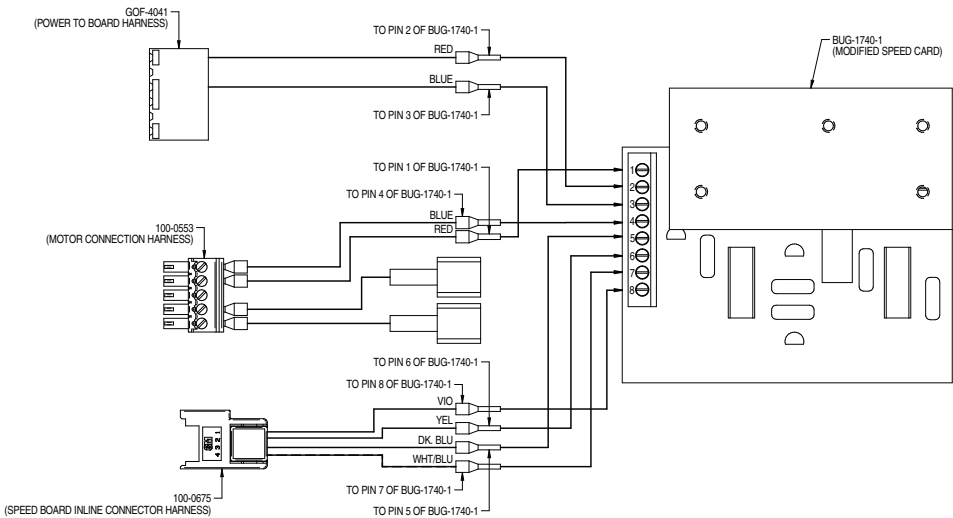 GOF-4041
(POWER TO BOARD HARNESS)
TO PIN 2 OF BUG-1740-1
RED
BLUE
TO PIN 3 OF BUG-1740-1
BUG-1740-1
(MODIFIED SPEED CARD)
TO PIN 1 OF BUG-1740-1
TO PIN 4 OF BUG-1740-1
BLUE
RED
100-0553
(MOTOR CONNECTION HARNESS)
1
2
3
4
5
6
7
8
TO PIN 6 OF BUG-1740-1
TO PIN 8 OF BUG-1740-1
VIO
YEL
DK. BLU
WHT/BLU
4 3 2 1
TO PIN 7 OF BUG-1740-1
TO PIN 5 OF BUG-1740-1
100-0675
(SPEED BOARD INLINE CONNECTOR HARNESS)